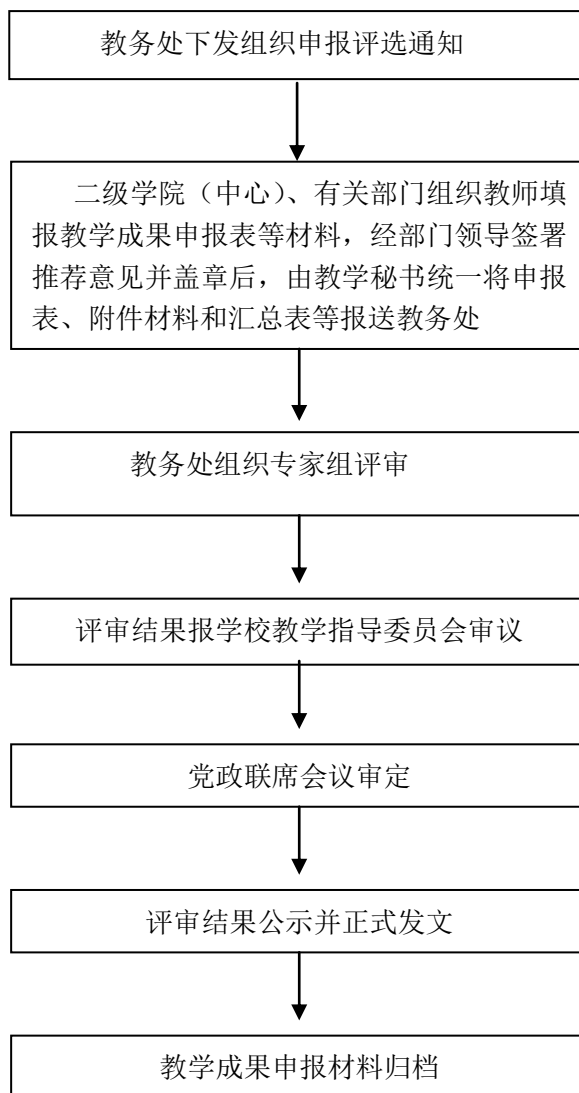 教务处下发组织申报评选通知
二级学院（中心）、有关部门组织教师填
报教学成果申报表等材料，经部门领导签署
推荐意见并盖章后，由教学秘书统一将申报
表、附件材料和汇总表等报送教务处
教务处组织专家组评审
评审结果报学校教学指导委员会审议
党政联席会议审定
评审结果公示并正式发文
教学成果申报材料归档